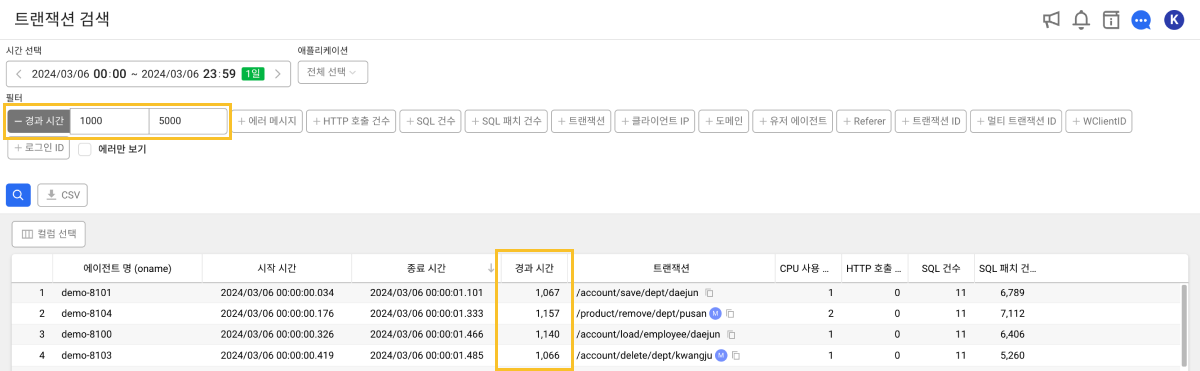 트랜잭션 검색
K
시간 선택
애플리케이션
2024/03/06 00:00 ~ 2024/03/06 23:59 1일
전체 선택
필터
경과 시간 1000 5000 에러 메시지 HTTP 호출 건수 SQL 건수 SQL 패치 건수 트랜잭션 클라이언트 IP 도메인 유저 에이전트 Referer 트랜잭션 ID 멀티 트랜잭션 ID WClientID
로그인 ID 에러만 보기
CSV
컬럼 선택
에이전트 명 (oname) 시작 시간 종료 시간 ↓ 경과 시간 트랜잭션 CPU 사용 ... HTTP 호출 ... SQL 건수 SQL 패치 건...
1 demo-8101 2024/03/06 00:00:00.034 2024/03/06 00:00:01.101 1,067 /account/save/dept/daejun 1 0 11 6,789
2 demo-8104 2024/03/06 00:00:00.176 2024/03/06 00:00:01.333 1,157 /product/remove/dept/pusan M 2 0 11 7,112
3 demo-8100 2024/03/06 00:00:00.326 2024/03/06 00:00:01.466 1,140 /account/load/employee/daejun 1 0 11 6,406
4 demo-8103 2024/03/06 00:00:00.419 2024/03/06 00:00:01.485 1,066 /account/delete/dept/kwangju M 1 0 11 5,260